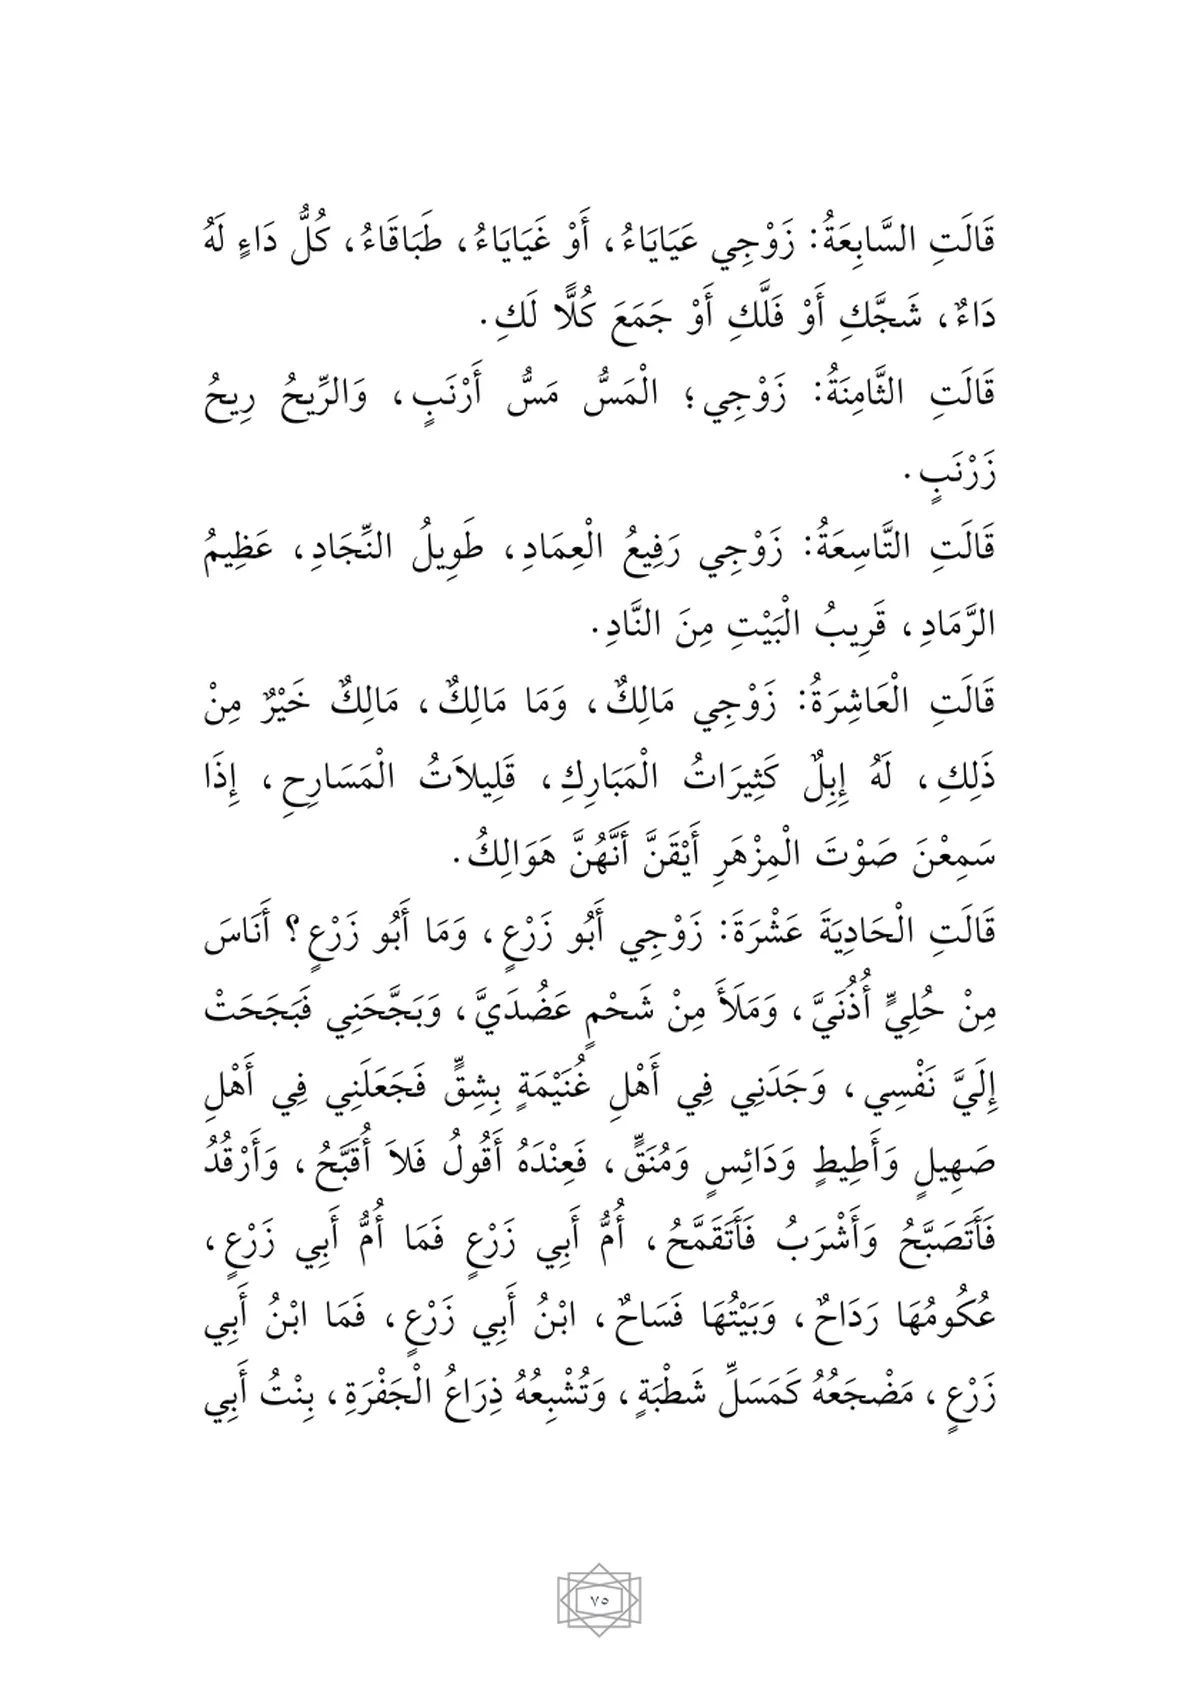 قَالَتِ السَّابِعَةُ: زَوْجِي عَيَايَاءُ، أَوْ غَيَايَاءُ، طَبَاقَاءُ، كُلُّ دَاءٍ لَهُ
دَاءٌ، شَجَّكِ أَوْ فَلَّكِ أَوْ جَمَعَ كُلًّا لَكِ.
قَالَتِ الثَّامِنَةُ: زَوْجِي؛ الْمَسُّ مَسُّ أَرْنَبٍ، وَالرِّيحُ رِيحُ
زَرْنَبٍ.
قَالَتِ التَّاسِعَةُ: زَوْجِي رَفِيعُ الْعِمَادِ، طَوِيلُ النِّجَادِ، عَظِيمُ
الرَّمَادِ، قَرِيبُ الْبَيْتِ مِنَ النَّادِ.
قَالَتِ الْعَاشِرَةُ: زَوْجِي مَالِكٌ، وَمَا مَالِكٌ، مَالِكٌ خَيْرٌ مِنْ
ذَلِكِ، لَهُ إِبِلٌ كَثِيرَاتُ الْمَبَارِكِ، قَلِيلاَتُ الْمَسَارِحِ، إِذَا
سَمِعْنَ صَوْتَ الْمِزْهَرِ أَيْقَنَّ أَنَّهُنَّ هَوَالِكُ.
قَالَتِ الْحَادِيَةَ عَشْرَةَ: زَوْجِي أَبُو زَرْعٍ، وَمَا أَبُو زَرْعٍ؟ أَنَاسَ
مِنْ حُلِيٍّ أُذُنَيَّ، وَمَلَأَ مِنْ شَحْمٍ عَضُدَيَّ، وَبَجَّحَنِي فَبَجَحَتْ
إِلَيَّ نَفْسِي، وَجَدَنِي فِي أَهْلِ غُنَيْمَةٍ بِشِقٍّ فَجَعَلَنِي فِي أَهْلِ
صَهِيلٍ وَأَطِيطٍ وَدَائِسٍ وَمُنَقٍّ، فَعِنْدَهُ أَقُولُ فَلاَ أُقَبَّحُ، وَأَرْقُدُ
فَأَتَصَبَّحُ وَأَشْرَبُ فَأَتَقَمَّحُ، أُمُّ أَبِي زَرْعٍ فَمَا أُمُّ أَبِي زَرْعٍ،
عُكُومُهَا رَدَاحٌ، وَبَيْتُهَا فَسَاحٌ، ابْنُ أَبِي زَرْعٍ، فَمَا ابْنُ أَبِي
زَرْعٍ، مَضْجَعُهُ كَمَسَلِّ شَطْبَةٍ، وَتُشْبِعُهُ ذِرَاعُ الْجَفْرَةِ، بِنْتُ أَبِي
٧٥